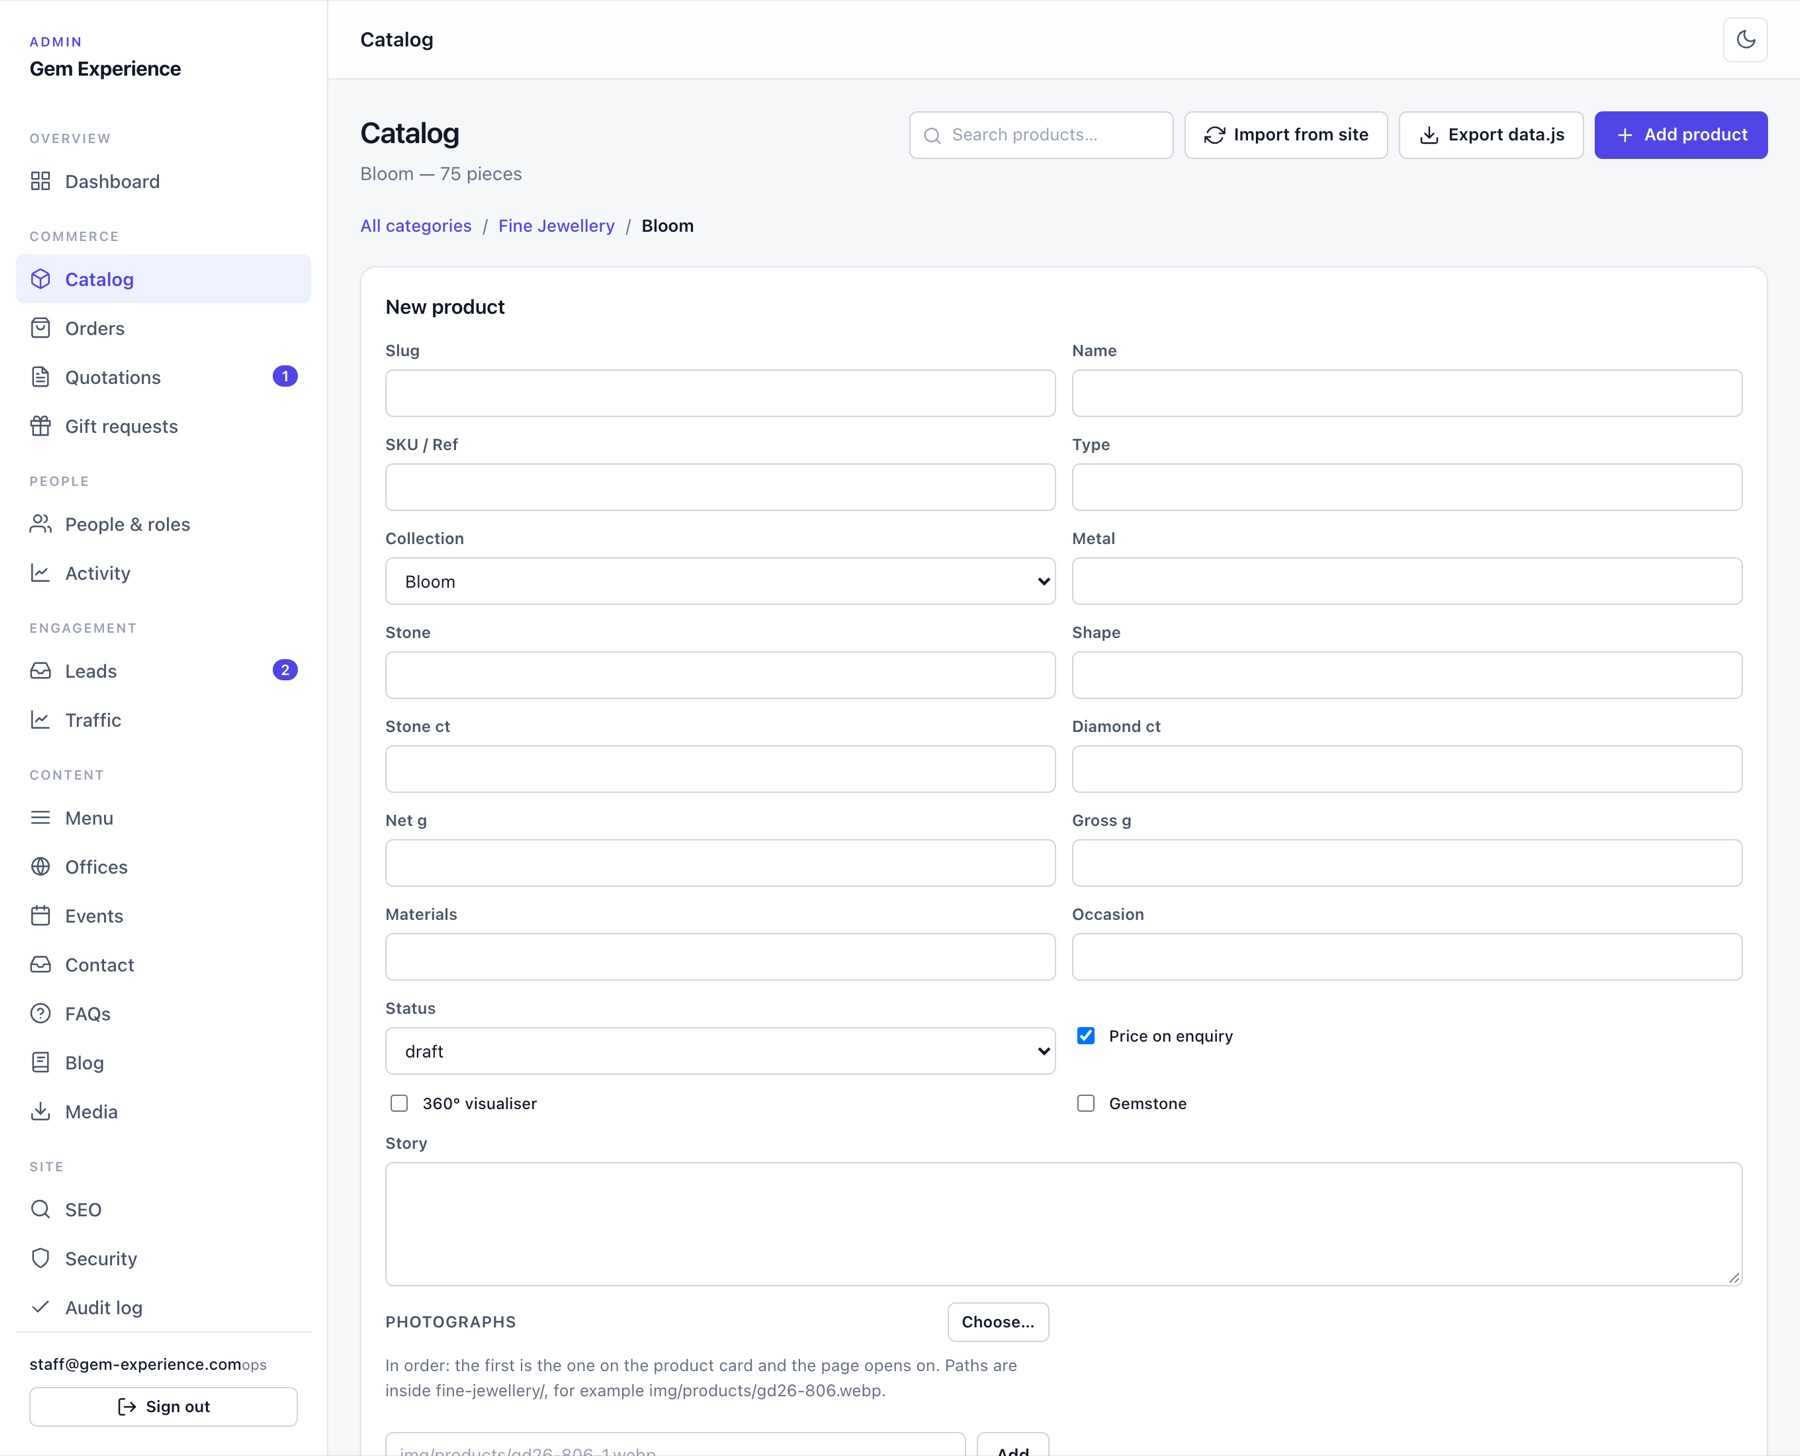 ADMIN
Gem Experience
OVERVIEW
Dashboard
COMMERCE
Catalog
Orders
Quotations 1
Gift requests
PEOPLE
People & roles
Activity
ENGAGEMENT
Leads 2
Traffic
CONTENT
Menu
Offices
Events
Contact
FAQs
Blog
Media
SITE
SEO
Security
Audit log
staff@gem-experience.comops
Sign out
Catalog
Catalog
Bloom — 75 pieces
Search products...
Import from site
Export data.js
Add product
All categories / Fine Jewellery / Bloom
New product
Slug
Name
SKU / Ref
Type
Collection
Bloom
Metal
Stone
Shape
Stone ct
Diamond ct
Net g
Gross g
Materials
Occasion
Status
draft
Price on enquiry
360° visualiser
Gemstone
Story
PHOTOGRAPHS
Choose...
In order: the first is the one on the product card and the page opens on. Paths are
inside fine-jewellery/, for example img/products/gd26-806.webp.
img/products/gd26-806-1.webp
Add